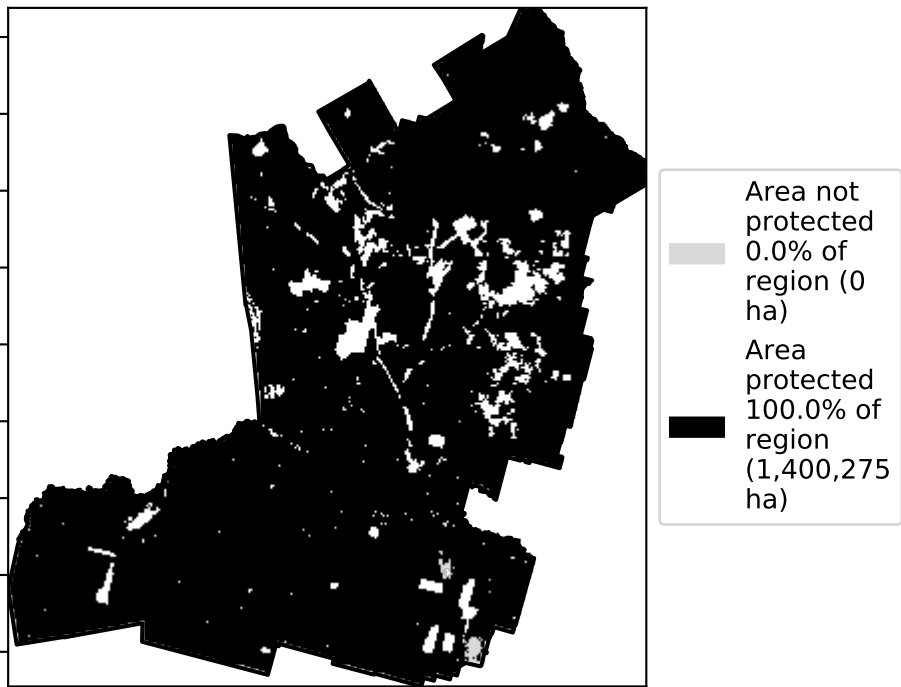 Area not
protected
0.0% of
region (0
ha)
Area
protected
100.0% of
region
(1,400,275
ha)